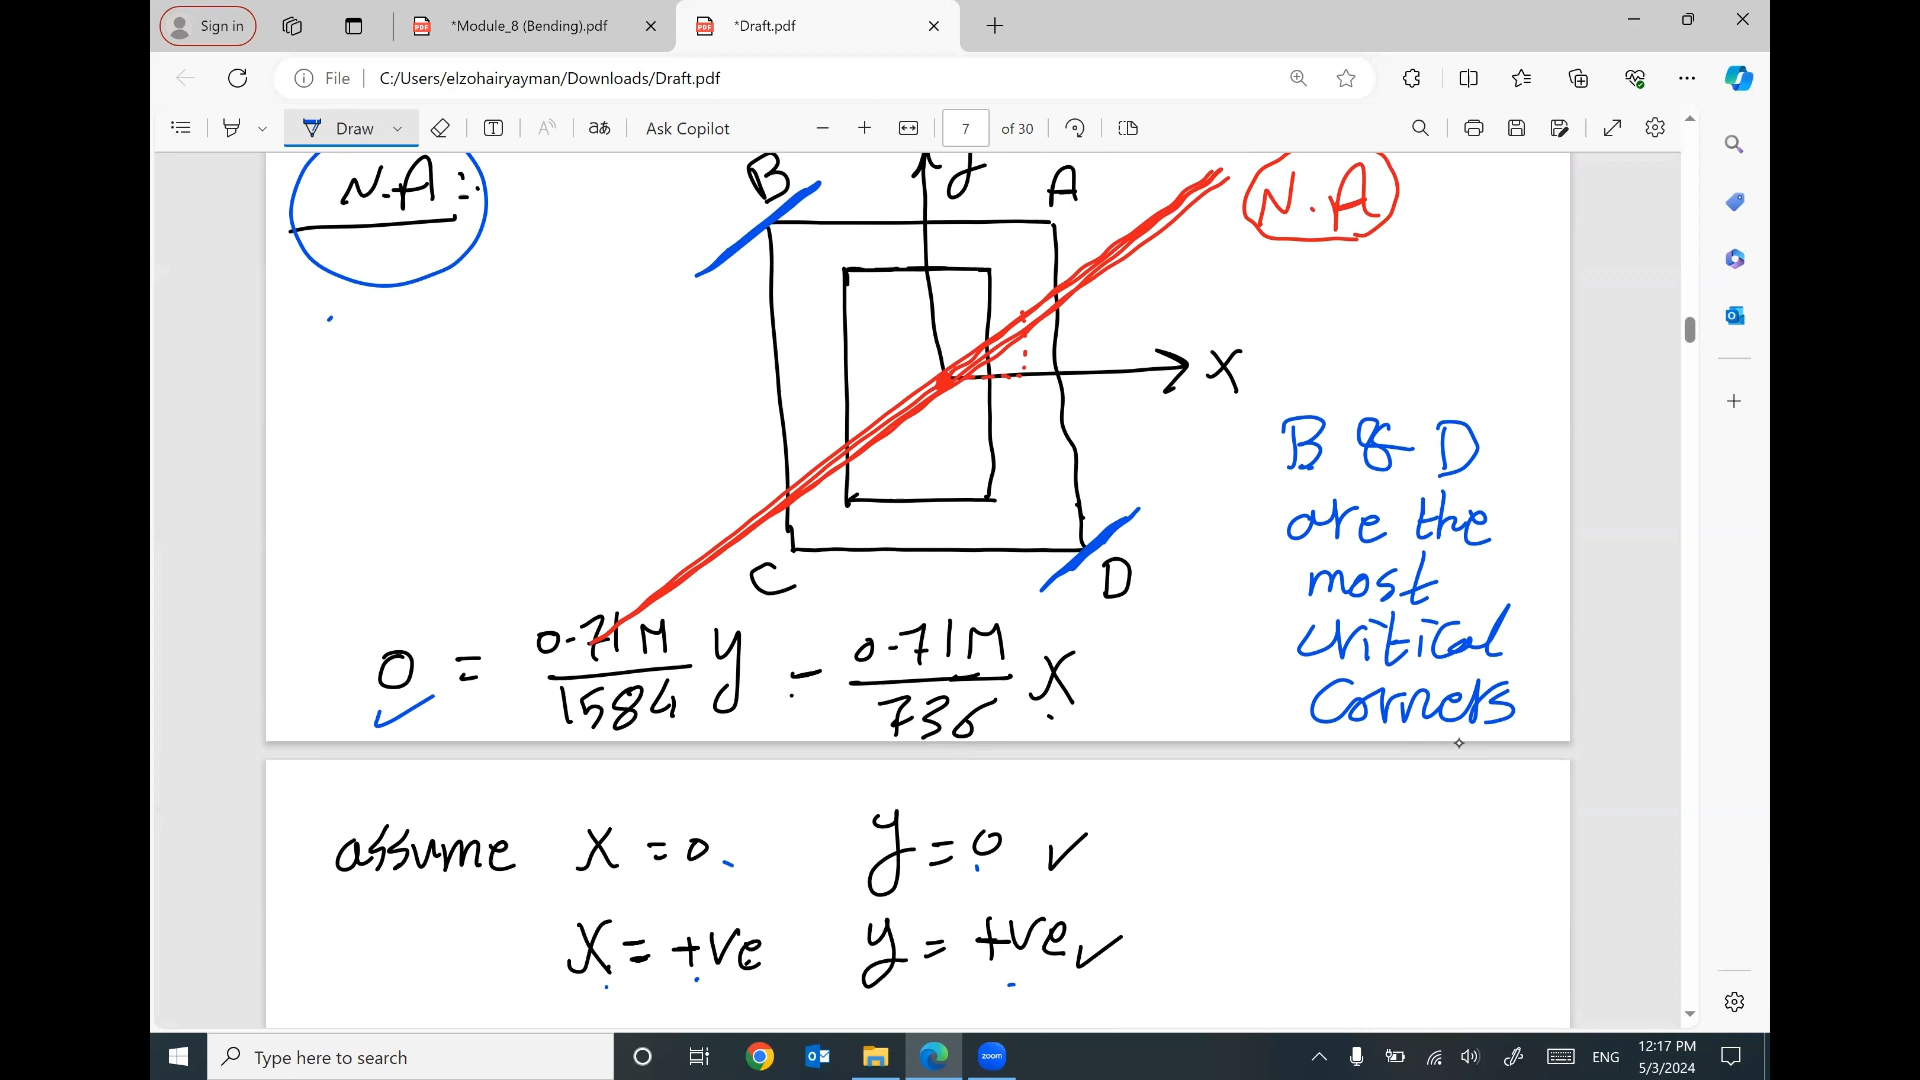 Sign in
*Module_8 (Bending).pdf
*Draft.pdf
File
C:/Users/elzohairyayman/Downloads/Draft.pdf
Draw
aあ
Ask Copilot
7
of 30
N.A :
B
y
A
N.A
X
B & D
are the
most
critical
Corners
C
D
0 = 0.71M/1584 y - 0.71M/736 X
assume X = 0 y = 0 ✓
X = +ve y = +ve ✓
Type here to search
zoom
ENG
12:17 PM
5/3/2024